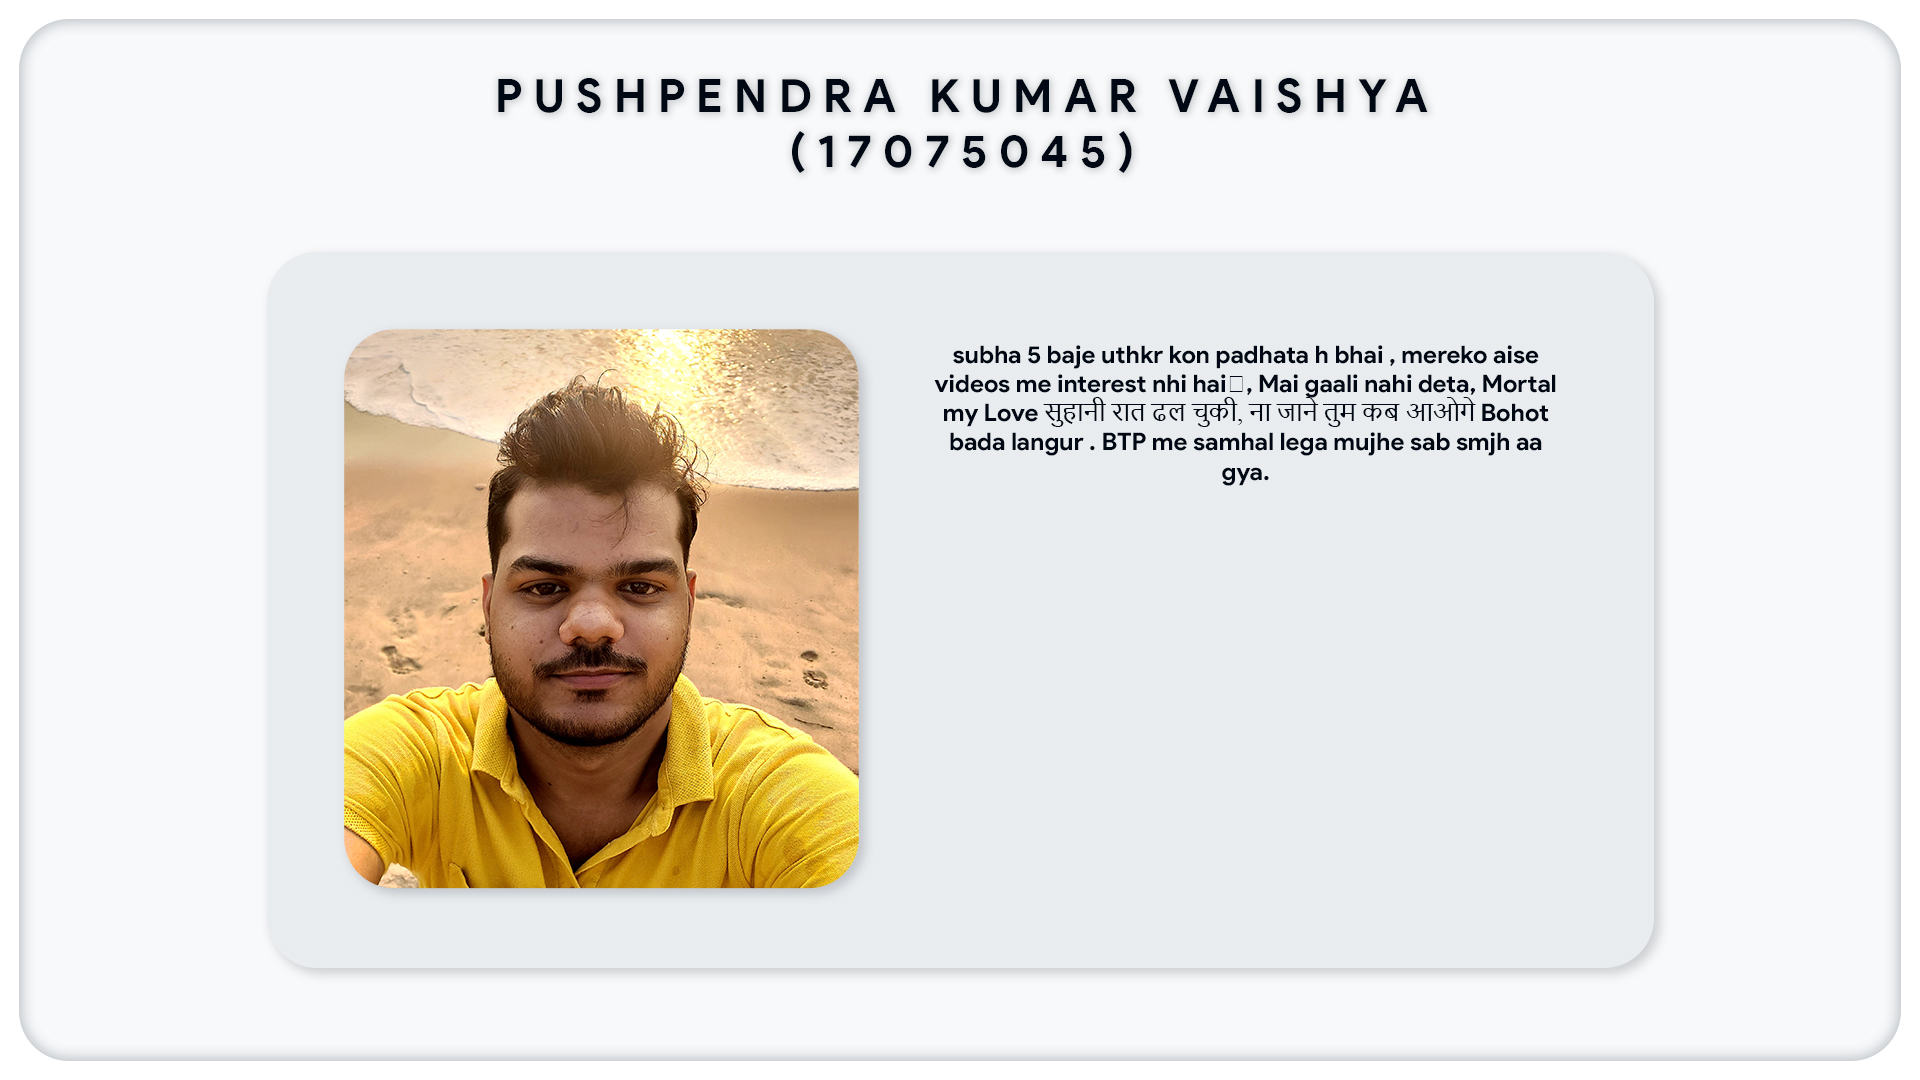 PUSHPENDRA KUMAR VAISHYA
(17075045)
subha 5 baje uthkr kon padhata h bhai , mereko aise
videos me interest nhi hai□, Mai gaali nahi deta, Mortal
my Love सुहानी रात ढल चुकी, ना जाने तुम कब आओगे Bohot
bada langur . BTP me samhal lega mujhe sab smjh aa
gya.